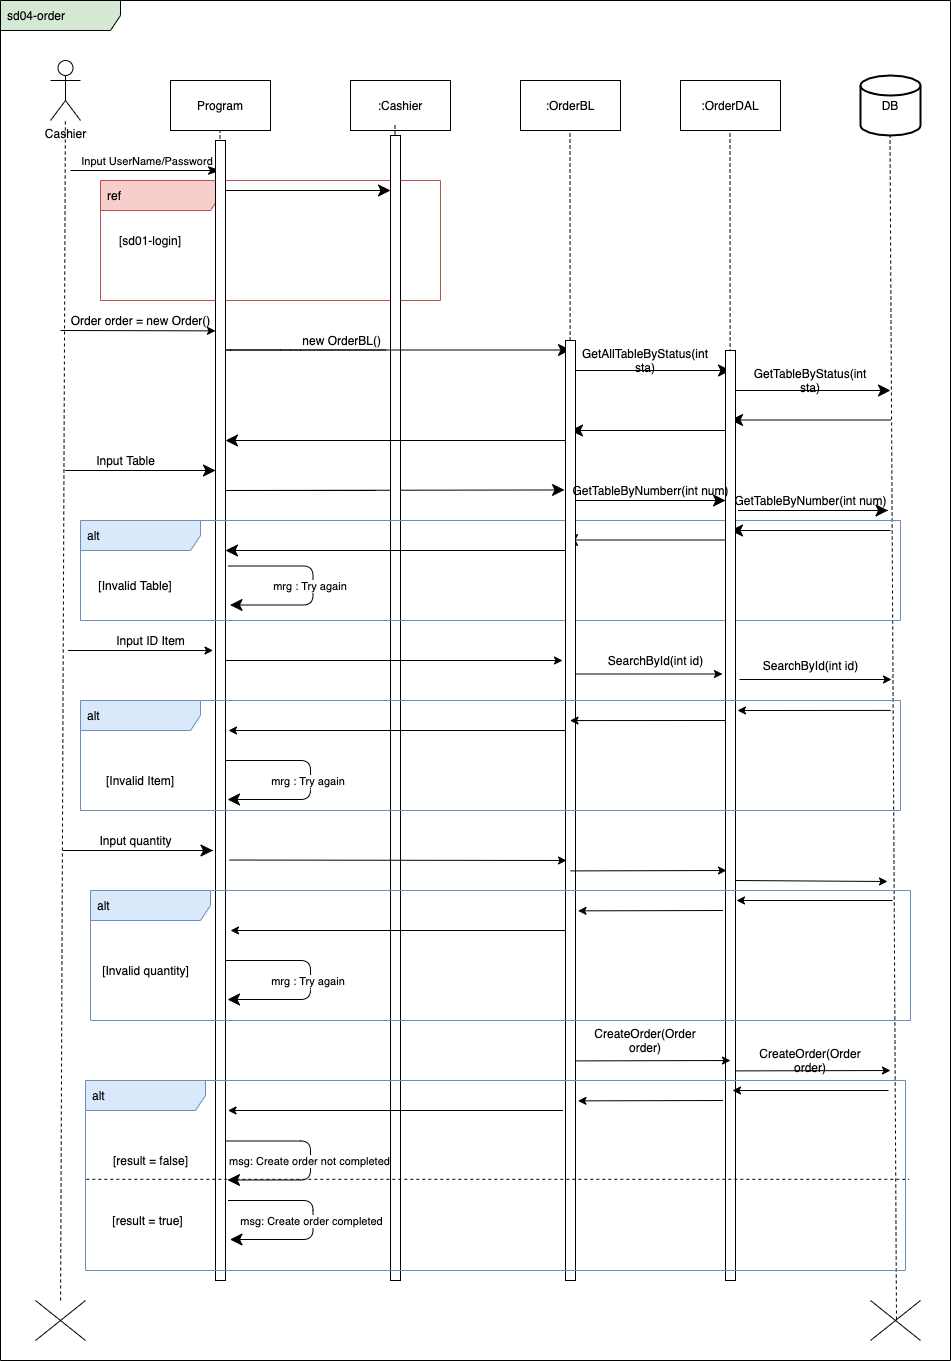 sd04-order
Cashier
Program
:Cashier
:OrderBL
:OrderDAL
DB
Input UserName/Password
ref
[sd01-login]
Order order = new Order()
new OrderBL()
GetAllTableByStatus(int
sta)
GetTableByStatus(int
sta)
Input Table
GetTableByNumberr(int num)
GetTableByNumber(int num)
alt
[Invalid Table]
mrg : Try again
Input ID Item
SearchById(int id)
SearchById(int id)
alt
[Invalid Item]
mrg : Try again
Input quantity
alt
[Invalid quantity]
mrg : Try again
CreateOrder(Order
order)
CreateOrder(Order
order)
alt
[result = false]
msg: Create order not completed
[result = true]
msg: Create order completed